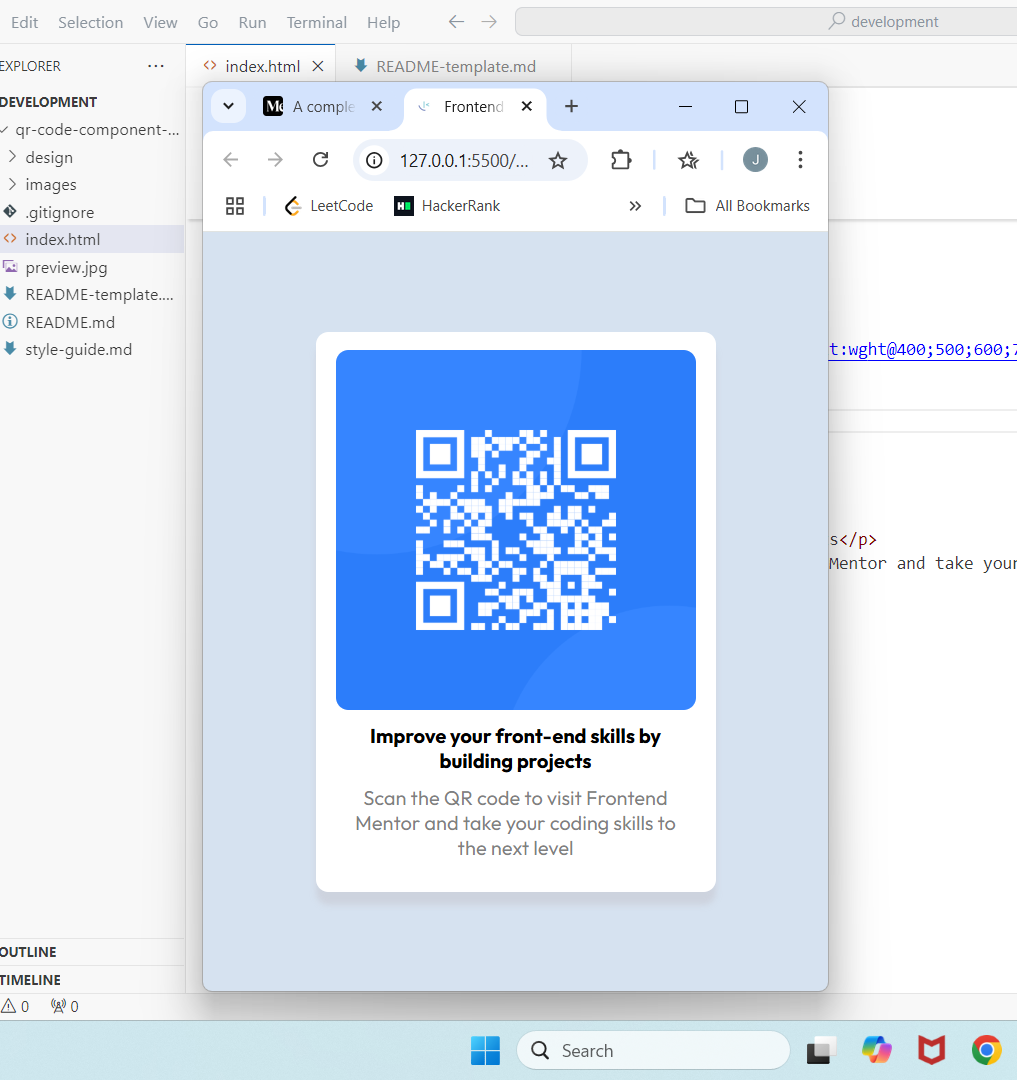 Edit Selection View Go Run Terminal Help development
EXPLORER ··· index.html README-template.md
DEVELOPMENT
qr-code-component-...
design
images
.gitignore
index.html
preview.jpg
README-template....
README.md
style-guide.md
A comple Frontend
127.0.0.1:5500/... J
LeetCode HackerRank All Bookmarks
t:wght@400;500;600;7
s</p>
Mentor and take your
Improve your front-end skills by
building projects
Scan the QR code to visit Frontend
Mentor and take your coding skills to
the next level
OUTLINE
TIMELINE
0 0
Search